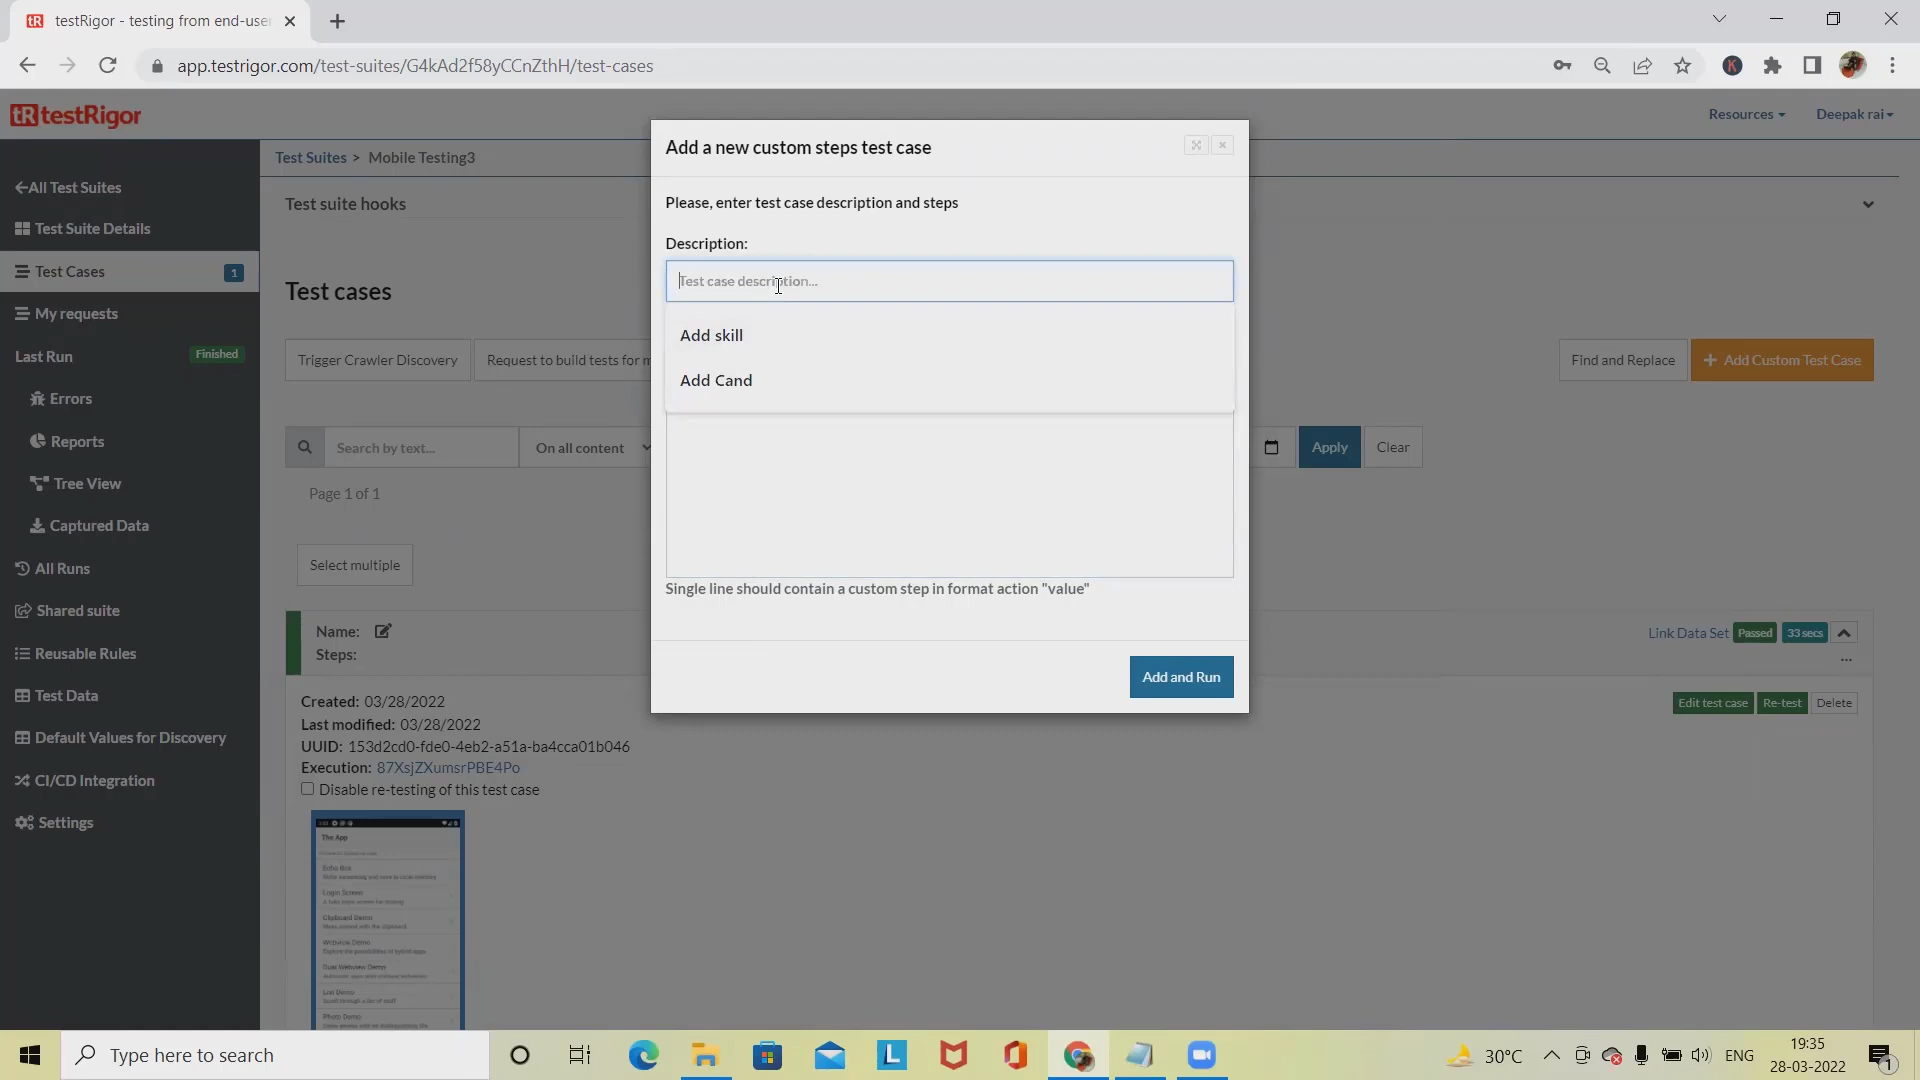 testRigor - testing from end-use
app.testrigor.com/test-suites/G4kAd2f58yCCnZthH/test-cases
tR testRigor
Resources
Deepak rai
Test Suites > Mobile Testing3
All Test Suites
Test Suite Details
Test Cases 1
My requests
Last Run Finished
Errors
Reports
Tree View
Captured Data
All Runs
Shared suite
Reusable Rules
Test Data
Default Values for Discovery
CI/CD Integration
Settings
Test suite hooks
Test cases
Trigger Crawler Discovery
Request to build tests for m
Find and Replace
+ Add Custom Test Case
Search by text...
On all content
Apply
Clear
Page 1 of 1
Select multiple
Name:
Steps:
Link Data Set Passed 33 secs
...
Created: 03/28/2022
Last modified: 03/28/2022
UUID: 153d2cd0-fde0-4eb2-a51a-ba4cca01b046
Execution: 87XsjZXumsrPBE4Po
Disable re-testing of this test case
Edit test case
Re-test
Delete
The App
Echo Box
Login Screen
Clipboard Demo
Webview Demo
Dual Webview Demo
List Demo
Photo Demo
Add a new custom steps test case
Please, enter test case description and steps
Description:
Test case description...
Add skill
Add Cand
Single line should contain a custom step in format action "value"
Add and Run
Type here to search
30°C
ENG
19:35
28-03-2022
1